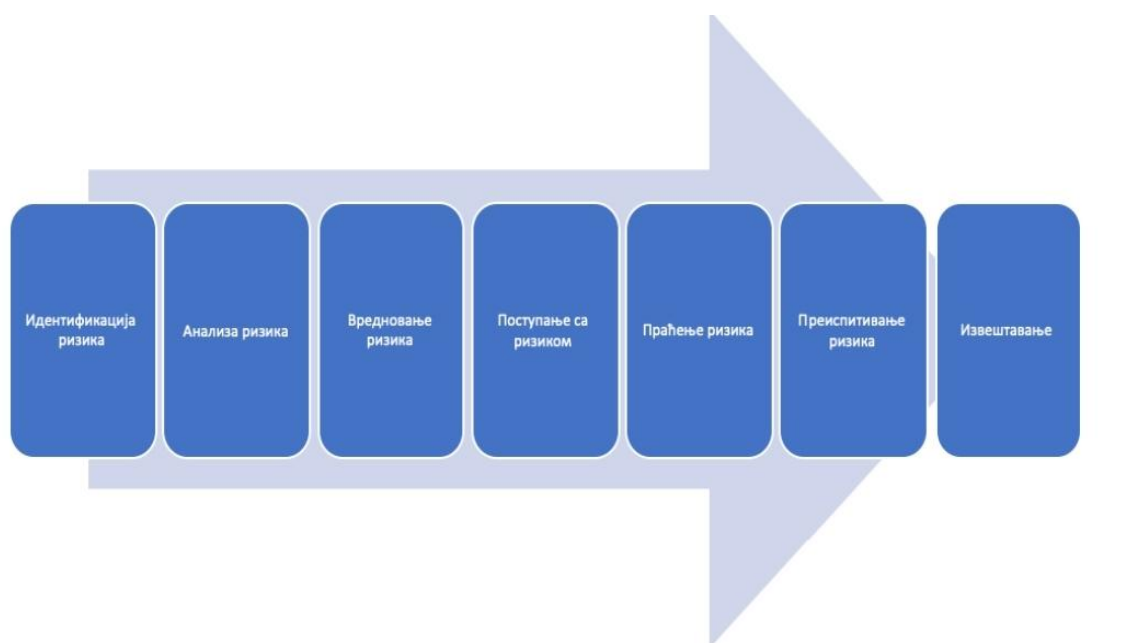 Идентификација
ризика
Анализа ризика
Вредновање
ризика
Поступање са
ризиком
Праћење ризика
Преиспитивање
ризика
Извештавање